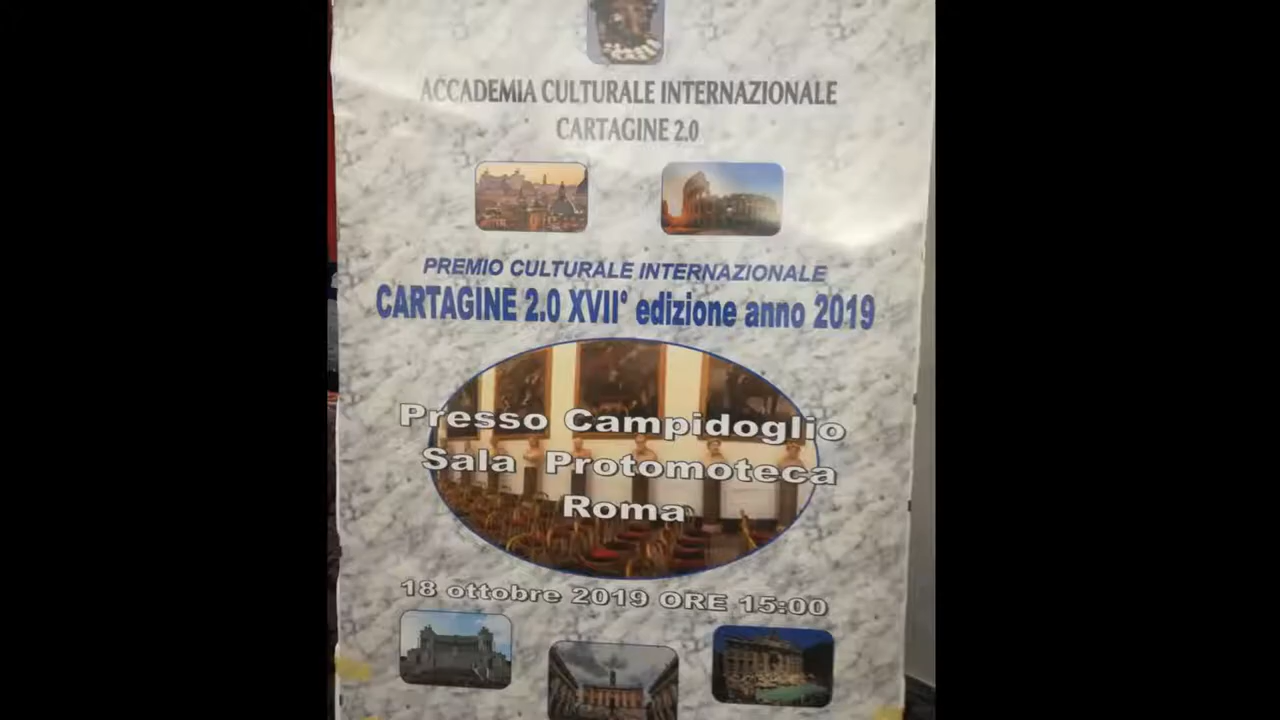 ACCADEMIA CULTURALE INTERNAZIONALE
CARTAGINE 2.0
PREMIO CULTURALE INTERNAZIONALE
CARTAGINE 2.0 XVII° edizione anno 2019
Presso Campidoglio
Sala Protomoteca
Roma
18 ottobre 2019 ORE 15:00